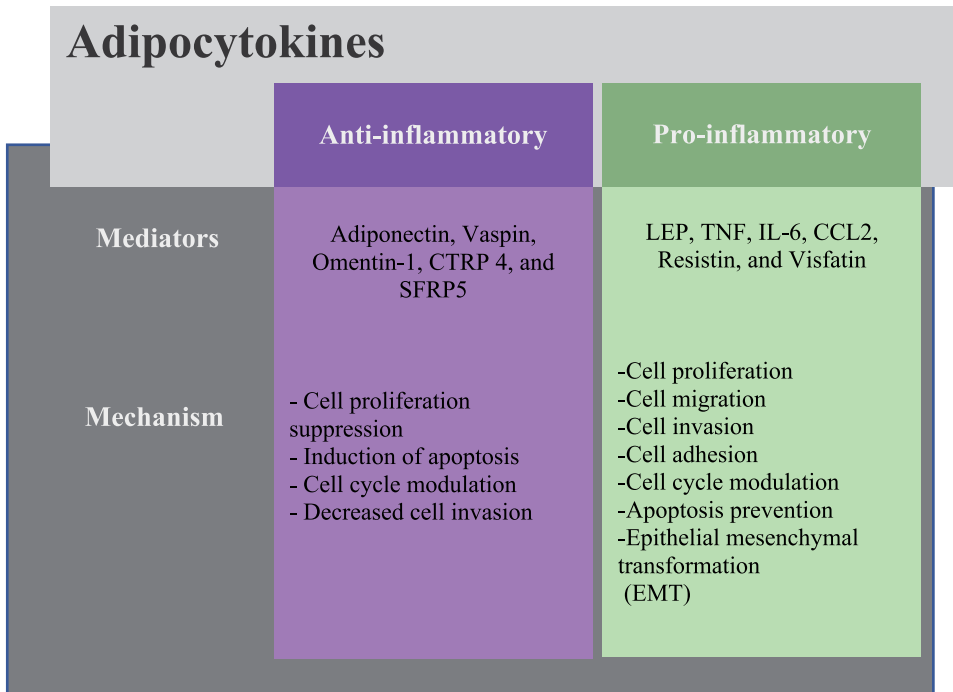 Adipocytokines
Anti-inflammatory
Pro-inflammatory
Mediators
Adiponectin, Vaspin,
Omentin-1, CTRP 4, and
SFRP5
LEP, TNF, IL-6, CCL2,
Resistin, and Visfatin
Mechanism
- Cell proliferation
suppression
- Induction of apoptosis
- Cell cycle modulation
- Decreased cell invasion
-Cell proliferation
-Cell migration
-Cell invasion
-Cell adhesion
-Cell cycle modulation
-Apoptosis prevention
-Epithelial mesenchymal
transformation
(EMT)